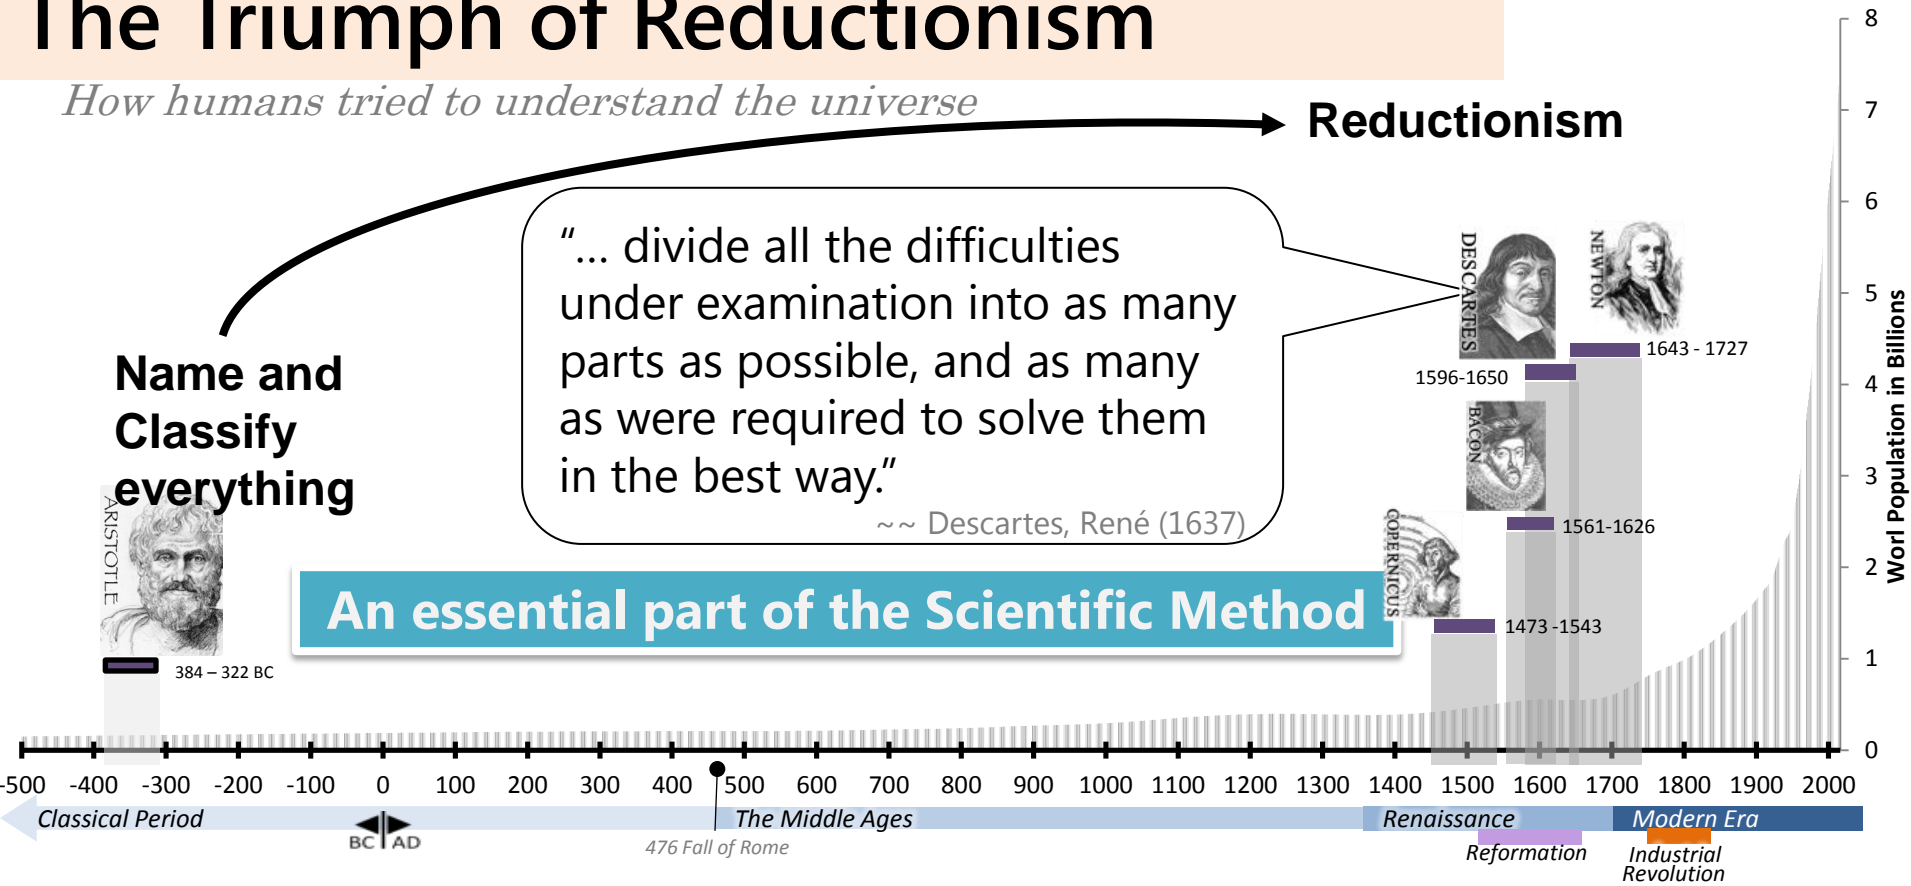 The Triumph of Reductionism
How humans tried to understand the universe
Reductionism
Name and
Classify
everything
"... divide all the difficulties
under examination into as many
parts as possible, and as many
as were required to solve them
in the best way."
~~ Descartes, René (1637)
An essential part of the Scientific Method
ARISTOTLE
384 – 322 BC
COPERNICUS
1473 -1543
BACON
1561-1626
DESCARTES
1596-1650
NEWTON
1643 - 1727
8
7
6
5
4
3
2
1
0
Worl Population in Billions
-500 -400 -300 -200 -100 0 100 200 300 400 500 600 700 800 900 1000 1100 1200 1300 1400 1500 1600 1700 1800 1900 2000
Classical Period
BC AD
476 Fall of Rome
The Middle Ages
Renaissance
Modern Era
Reformation
Industrial
Revolution